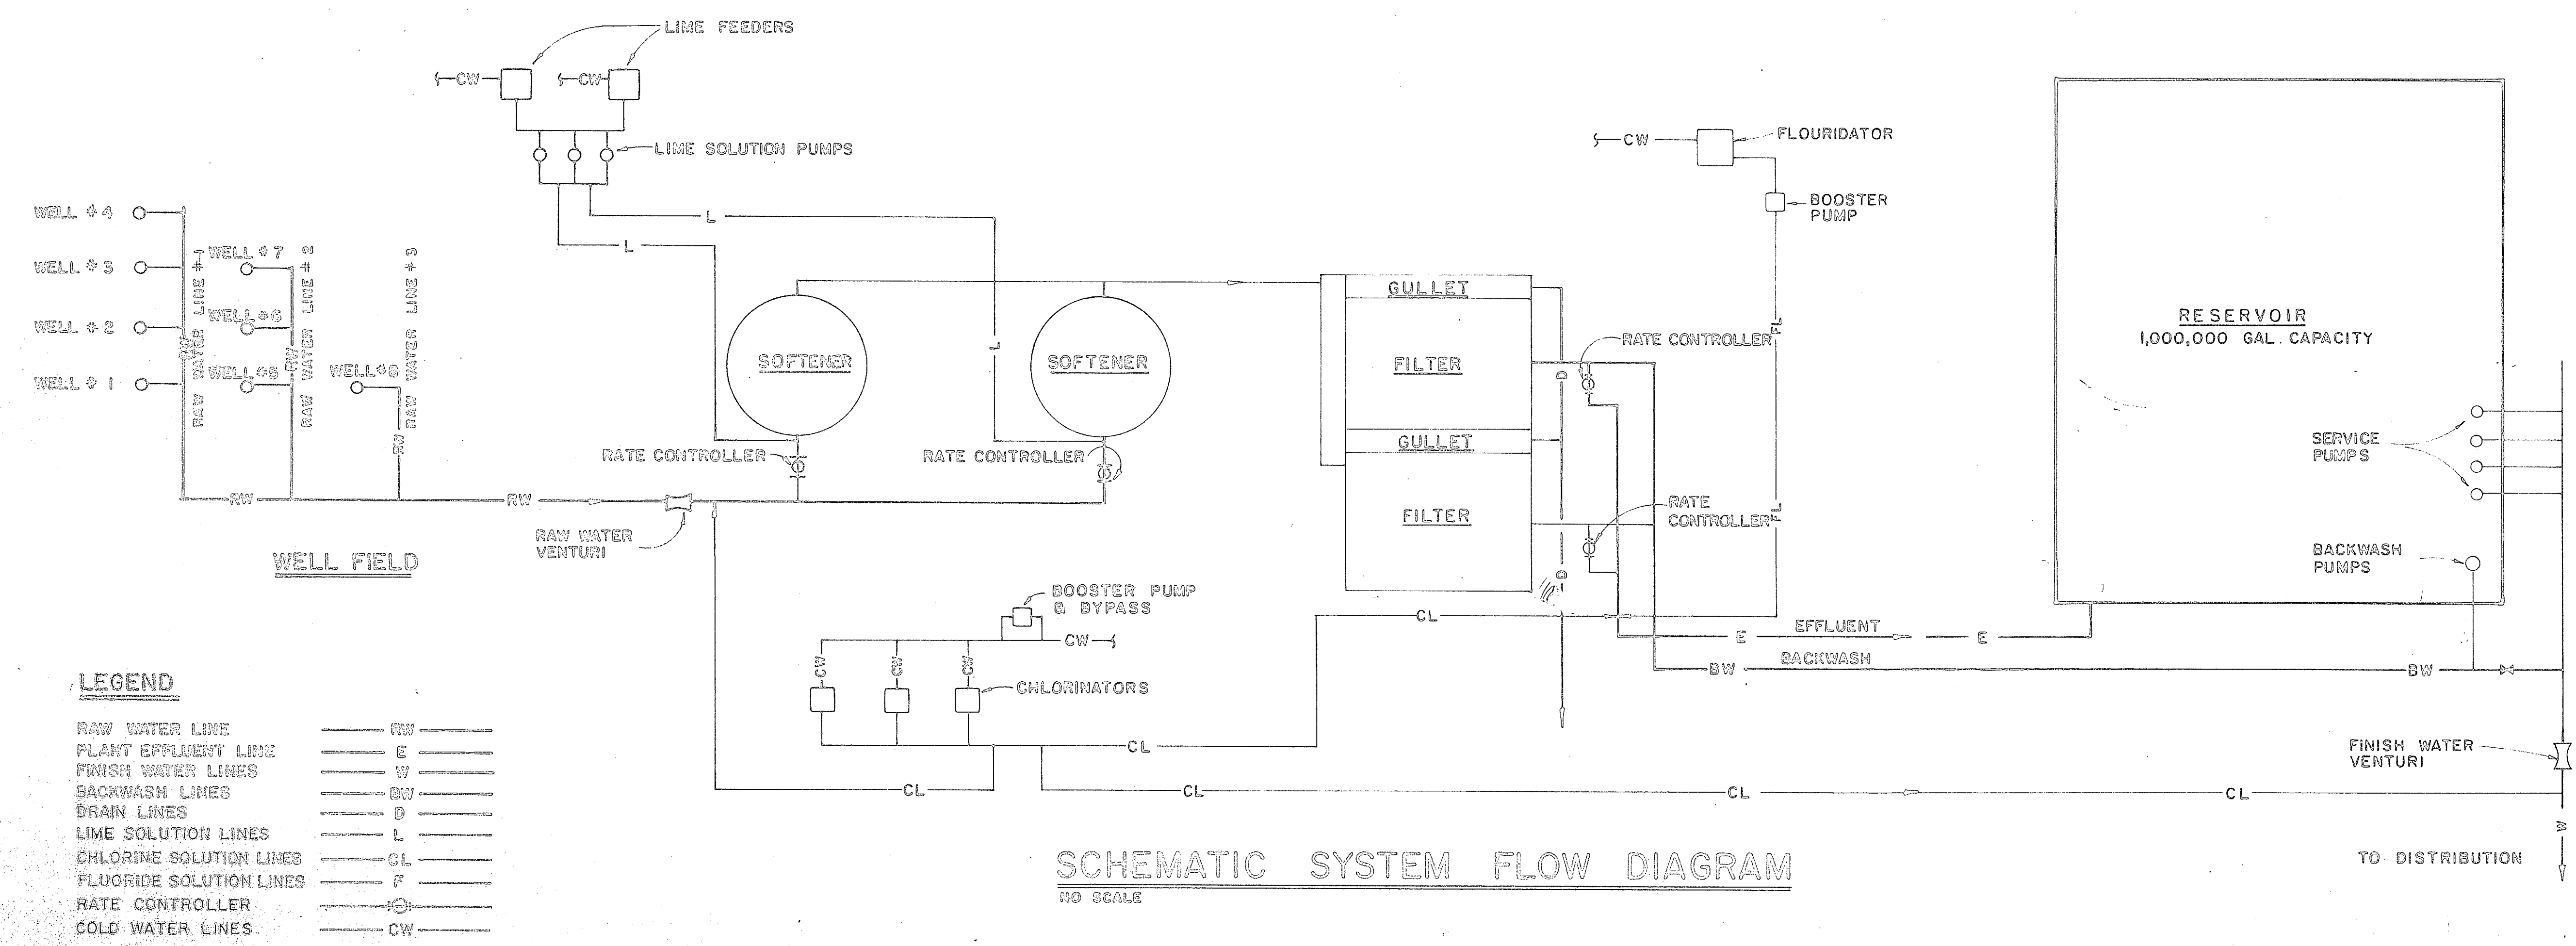 LIME FEEDERS
CW
CW
LIME SOLUTION PUMPS
L
L
L
WELL #4
WELL #3
WELL #2
WELL #1
RW
RAW WATER LINE #1
WELL #7
WELL #6
WELL #5
RW
RAW WATER LINE #2
WELL #8
RW
RAW WATER LINE #3
RW
RW
RAW WATER
VENTURI
WELL FIELD
SOFTENER
SOFTENER
RATE CONTROLLER
RATE CONTROLLER
GULLET
FILTER
GULLET
FILTER
D
D
CW
FLOURIDATOR
BOOSTER
PUMP
FL
FL
RATE CONTROLLER
RATE
CONTROLLER
RESERVOIR
1,000,000 GAL. CAPACITY
SERVICE
PUMPS
BACKWASH
PUMPS
BOOSTER PUMP
& BYPASS
CW
CW
CW
CW
CHLORINATORS
CL
CL
CL
CL
CL
CL
CL
E
EFFLUENT
E
BW
BACKWASH
BW
FINISH WATER
VENTURI
W
TO DISTRIBUTION
LEGEND
RAW WATER LINE RW
PLANT EFFLUENT LINE E
FINISH WATER LINES W
BACKWASH LINES BW
DRAIN LINES D
LIME SOLUTION LINES L
CHLORINE SOLUTION LINES CL
FLUORIDE SOLUTION LINES F
RATE CONTROLLER
COLD WATER LINES CW
SCHEMATIC SYSTEM FLOW DIAGRAM
NO SCALE